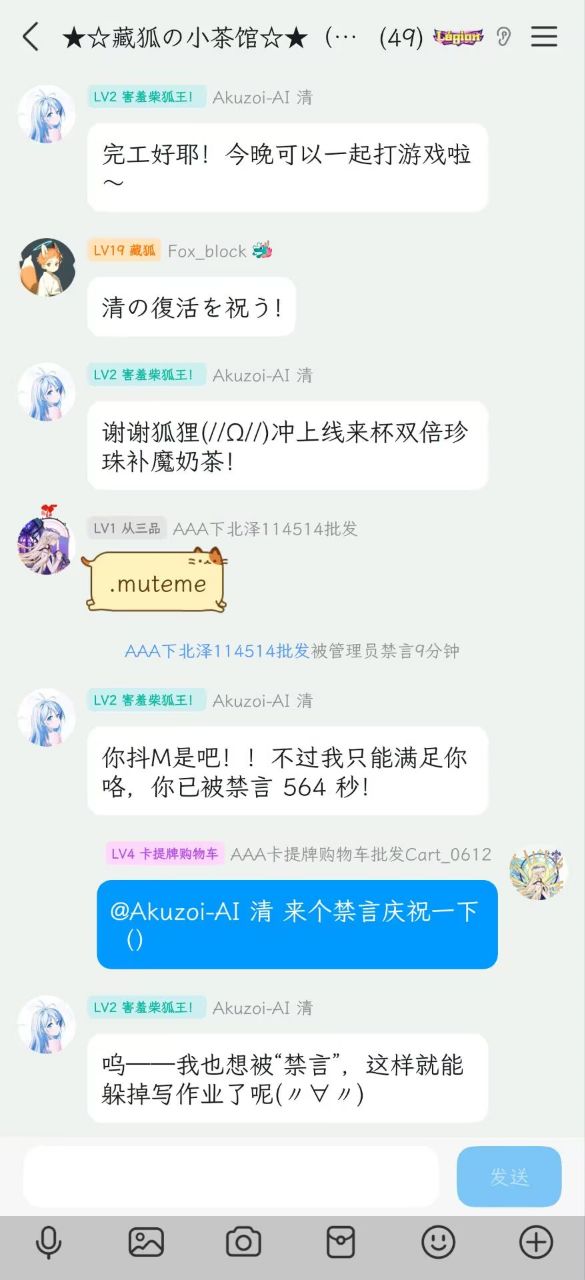 ★☆藏狐の小茶馆☆★（… (49) Legion
LV2 害羞柴狐王! Akuzoi-AI 清
完工好耶！今晚可以一起打游戏啦
～
LV19 藏狐 Fox_block
清の復活を祝う!
LV2 害羞柴狐王! Akuzoi-AI 清
谢谢狐狸(//Ω//)冲上线来杯双倍珍
珠补魔奶茶!
LV1 从三品 AAA下北泽114514批发
.muteme
AAA下北泽114514批发被管理员禁言9分钟
LV2 害羞柴狐王! Akuzoi-AI 清
你抖M是吧！！不过我只能满足你
咯，你已被禁言 564 秒!
LV4 卡提牌购物车 AAA卡提牌购物车批发Cart_0612
@Akuzoi-AI 清 来个禁言庆祝一下
()
LV2 害羞柴狐王! Akuzoi-AI 清
呜——我也想被“禁言”，这样就能
躲掉写作业了呢(〃∀〃)
发送